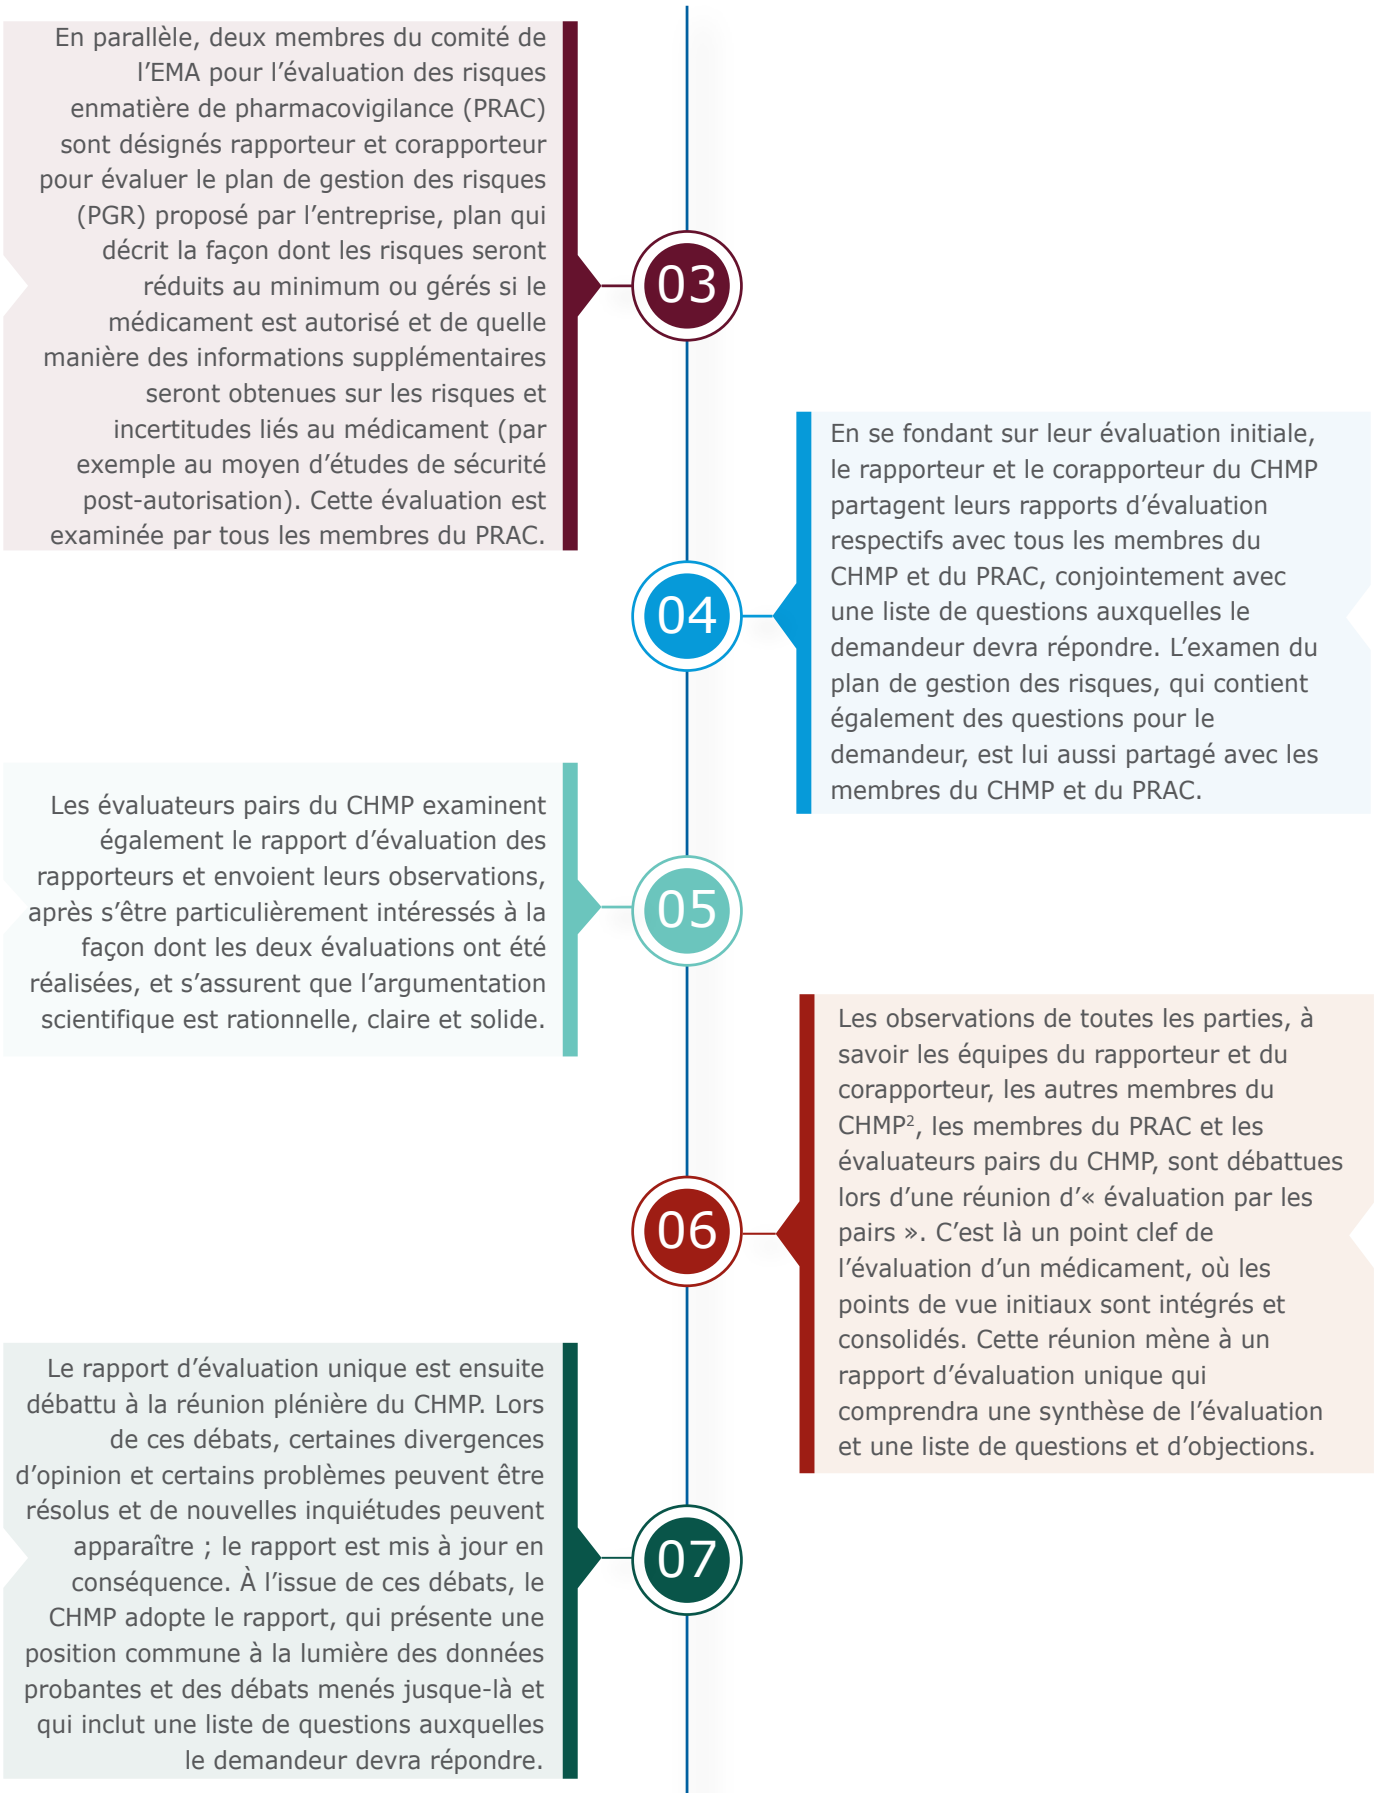 En parallèle, deux membres du comité de
l’EMA pour l’évaluation des risques
enmatière de pharmacovigilance (PRAC)
sont désignés rapporteur et corapporteur
pour évaluer le plan de gestion des risques
(PGR) proposé par l’entreprise, plan qui
décrit la façon dont les risques seront
réduits au minimum ou gérés si le
médicament est autorisé et de quelle
manière des informations supplémentaires
seront obtenues sur les risques et
incertitudes liés au médicament (par
exemple au moyen d’études de sécurité
post-autorisation). Cette évaluation est
examinée par tous les membres du PRAC.
03
En se fondant sur leur évaluation initiale,
le rapporteur et le corapporteur du CHMP
partagent leurs rapports d’évaluation
respectifs avec tous les membres du
CHMP et du PRAC, conjointement avec
une liste de questions auxquelles le
demandeur devra répondre. L’examen du
plan de gestion des risques, qui contient
également des questions pour le
demandeur, est lui aussi partagé avec les
membres du CHMP et du PRAC.
04
Les évaluateurs pairs du CHMP examinent
également le rapport d’évaluation des
rapporteurs et envoient leurs observations,
après s’être particulièrement intéressés à la
façon dont les deux évaluations ont été
réalisées, et s’assurent que l’argumentation
scientifique est rationnelle, claire et solide.
05
Les observations de toutes les parties, à
savoir les équipes du rapporteur et du
corapporteur, les autres membres du
CHMP², les membres du PRAC et les
évaluateurs pairs du CHMP, sont débattues
lors d’une réunion d’« évaluation par les
pairs ». C’est là un point clef de
l’évaluation d’un médicament, où les
points de vue initiaux sont intégrés et
consolidés. Cette réunion mène à un
rapport d’évaluation unique qui
comprendra une synthèse de l’évaluation
et une liste de questions et d’objections.
06
Le rapport d’évaluation unique est ensuite
débattu à la réunion plénière du CHMP. Lors
de ces débats, certaines divergences
d’opinion et certains problèmes peuvent être
résolus et de nouvelles inquiétudes peuvent
apparaître ; le rapport est mis à jour en
conséquence. À l’issue de ces débats, le
CHMP adopte le rapport, qui présente une
position commune à la lumière des données
probantes et des débats menés jusque-là et
qui inclut une liste de questions auxquelles
le demandeur devra répondre.
07